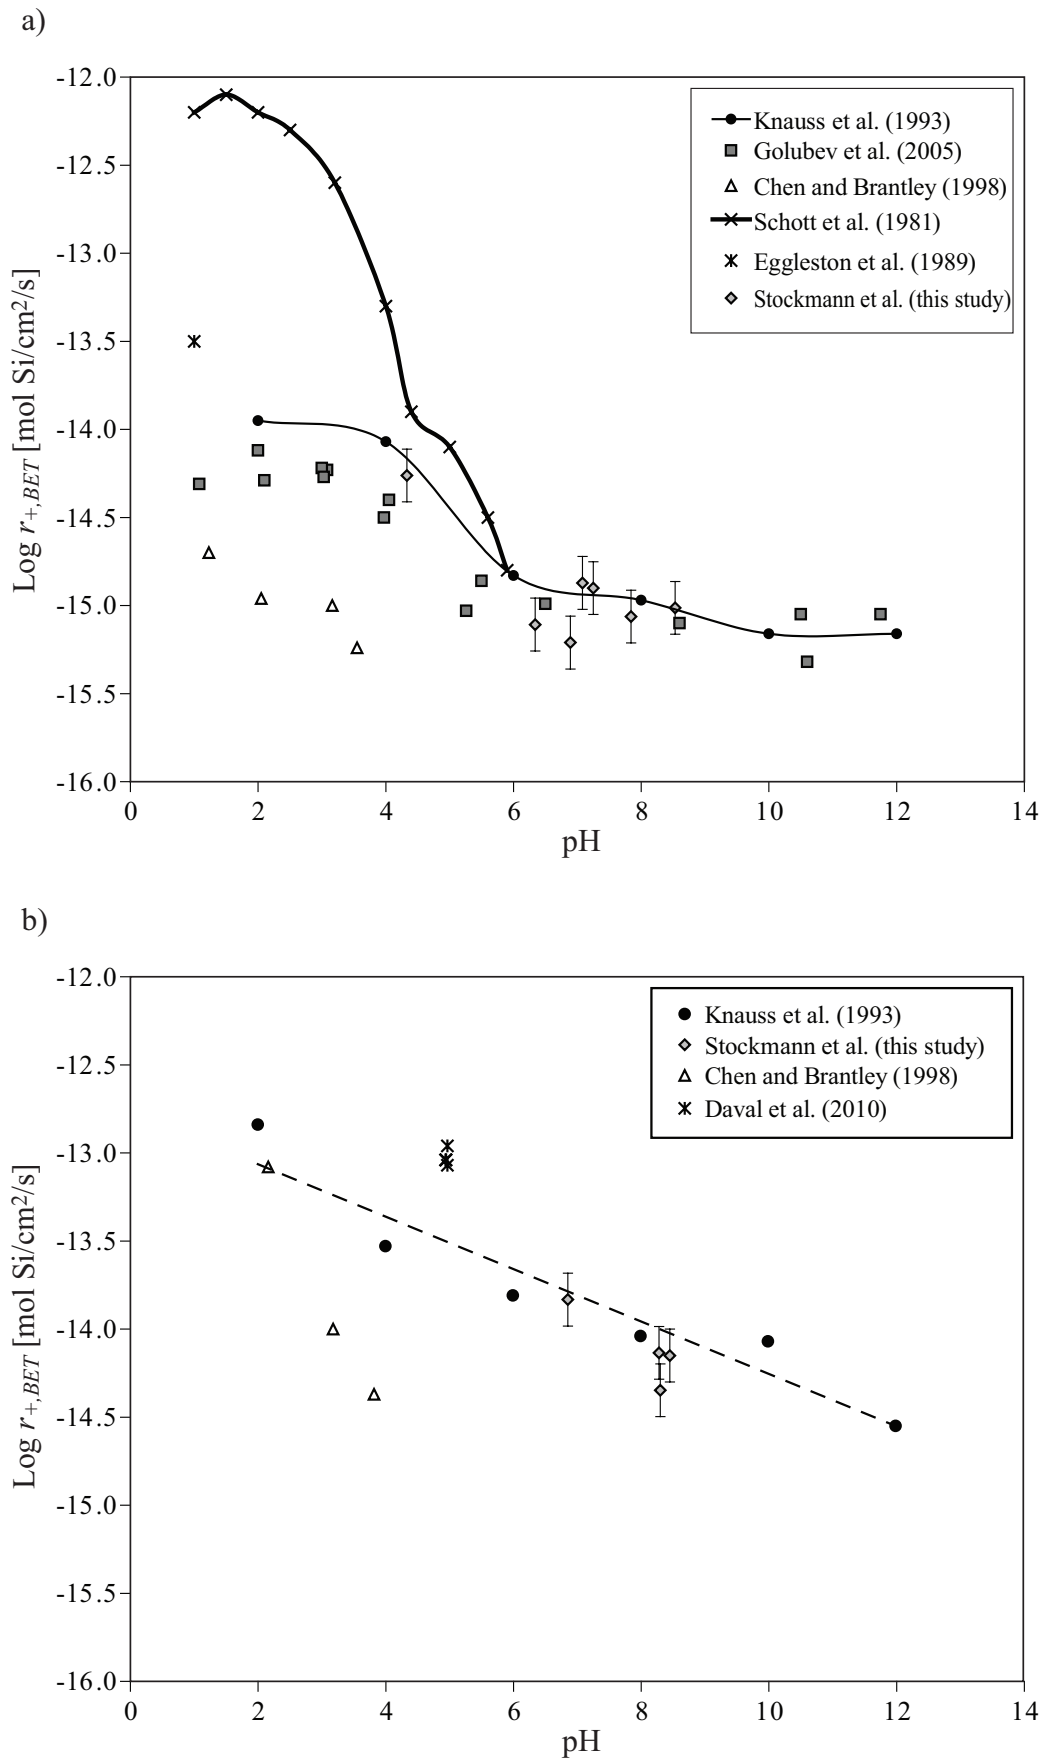 a)
-12.0
-12.5
-13.0
-13.5
-14.0
-14.5
-15.0
-15.5
-16.0
Log r+,BET [mol Si/cm2/s]
Knauss et al. (1993)
Golubev et al. (2005)
Chen and Brantley (1998)
Schott et al. (1981)
Eggleston et al. (1989)
Stockmann et al. (this study)
0 2 4 6 8 10 12 14
pH
b)
-12.0
-12.5
-13.0
-13.5
-14.0
-14.5
-15.0
-15.5
-16.0
Log r+,BET [mol Si/cm2/s]
Knauss et al. (1993)
Stockmann et al. (this study)
Chen and Brantley (1998)
Daval et al. (2010)
0 2 4 6 8 10 12 14
pH